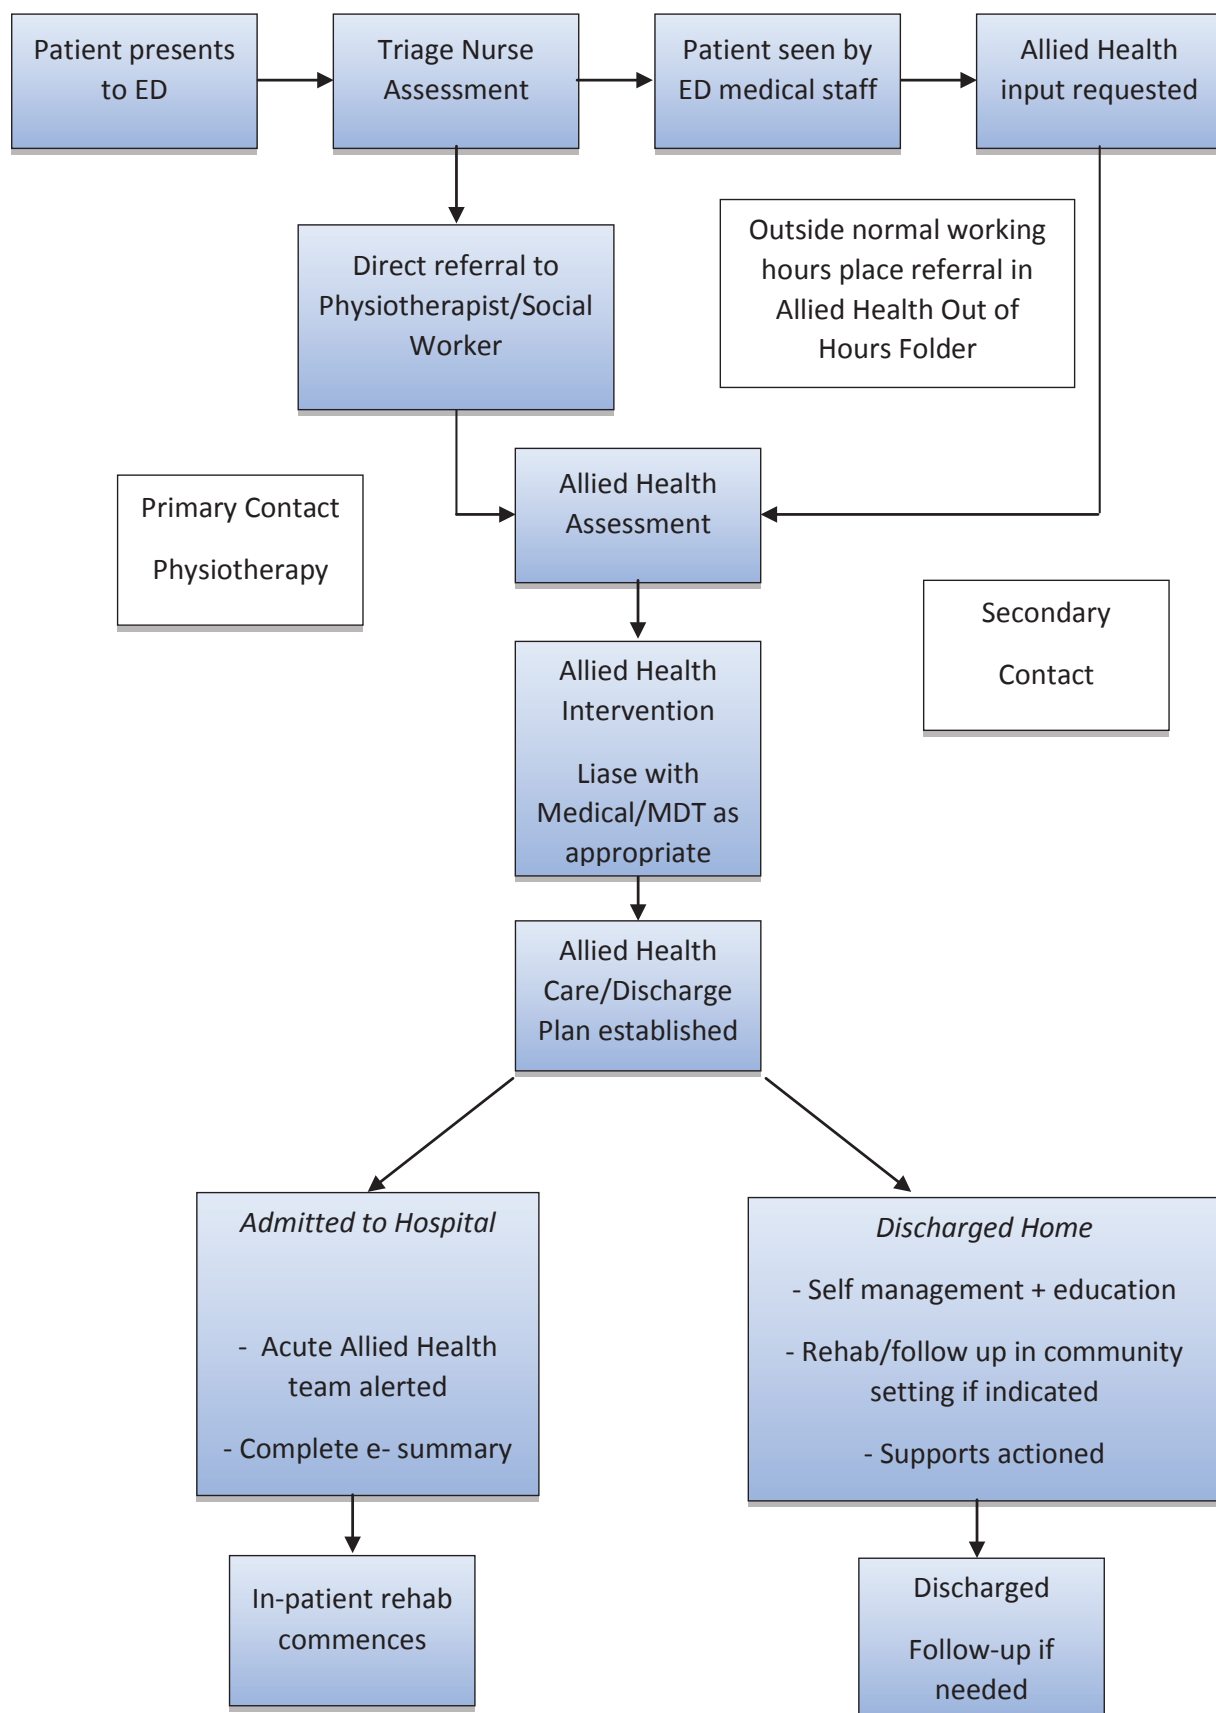 Patient presents
to ED
Triage Nurse
Assessment
Patient seen by
ED medical staff
Allied Health
input requested
Direct referral to
Physiotherapist/Social
Worker
Outside normal working
hours place referral in
Allied Health Out of
Hours Folder
Primary Contact
Physiotherapy
Allied Health
Assessment
Secondary
Contact
Allied Health
Intervention
Liase with
Medical/MDT as
appropriate
Allied Health
Care/Discharge
Plan established
Admitted to Hospital
- Acute Allied Health
team alerted
- Complete e- summary
Discharged Home
- Self management + education
- Rehab/follow up in community
setting if indicated
- Supports actioned
In-patient rehab
commences
Discharged
Follow-up if
needed